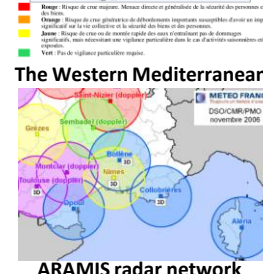 Rouge : Risque de crue majeure. Menace directe et généralisée de la sécurité des personnes e
des biens.
Orange : Risque de crue génératrice de débordements importants susceptibles d'avoir un imp
significatif sur la vie collective et la sécurité des biens et des personnes.
Jaune : Risque de crue ou de montée rapide des eaux n'entraînant pas de dommages
significatifs, mais nécessitant une vigilance particulière dans le cas d'activités saisonnières et
exposées.
Vert : Pas de vigilance particulière requise.
The Western Mediterranean
Saint-Nizier (doppler)
METEO FRANC
DSO/CMR/PMO
novembre 2006
Sembadel (doppler)
Grèzes
Bollène
3D
Montclar (doppler)
Nîmes
3D
Toulouse (doppler)
Collobrières
3D
Opoul
Aléria
ARAMIS radar network